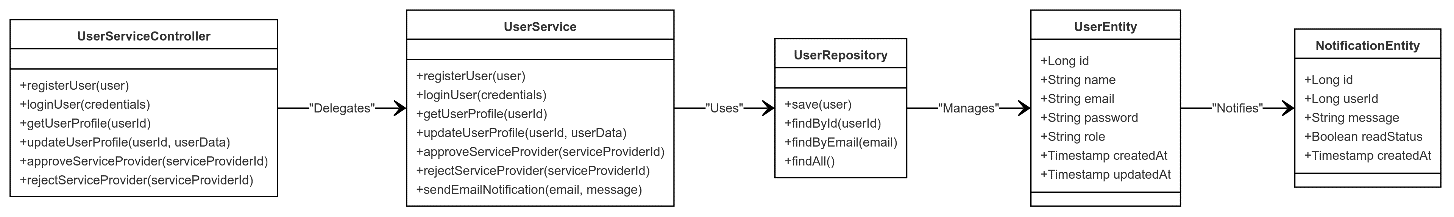 UserServiceController
+registerUser(user)
+loginUser(credentials)
+getUserProfile(userId)
+updateUserProfile(userId, userData)
+approveServiceProvider(serviceProviderId)
+rejectServiceProvider(serviceProviderId)
"Delegates"
UserService
+registerUser(user)
+loginUser(credentials)
+getUserProfile(userId)
+updateUserProfile(userId, userData)
+approveServiceProvider(serviceProviderId)
+rejectServiceProvider(serviceProviderId)
+sendEmailNotification(email, message)
"Uses"
UserRepository
+save(user)
+findById(userId)
+findByEmail(email)
+findAll()
"Manages"
UserEntity
+Long id
+String name
+String email
+String password
+String role
+Timestamp createdAt
+Timestamp updatedAt
"Notifies"
NotificationEntity
+Long id
+Long userId
+String message
+Boolean readStatus
+Timestamp createdAt